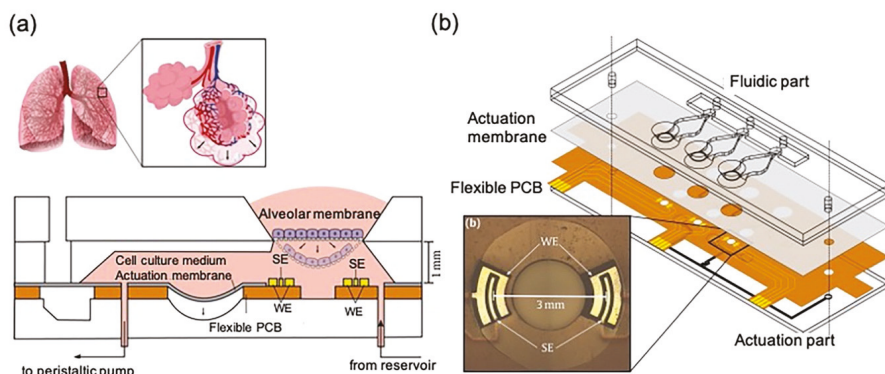 (a)
Alveolar membrane
Cell culture medium
Actuation membrane
SE
SE
1 mm
WE
WE
Flexible PCB
to peristaltic pump
from reservoir
(b)
Fluidic part
Actuation
membrane
Flexible PCB
(b)
WE
3 mm
SE
Actuation part